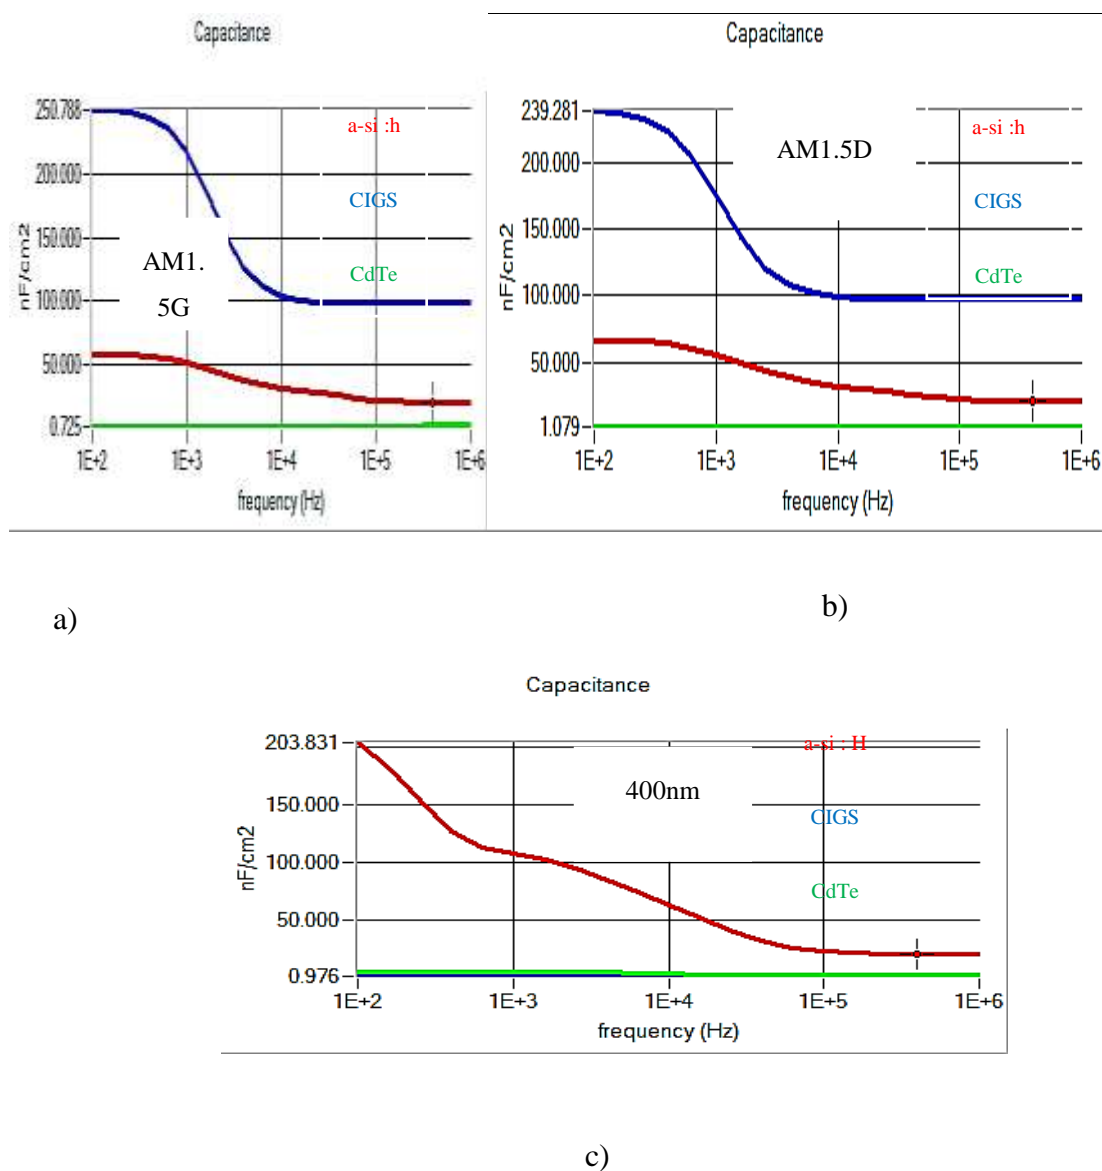 Capacitance
250.788
200.000
150.000
100.000
50.000
0.725
nF/cm2
a-si :h
CIGS
CdTe
AM1.
5G
1E+2 1E+3 1E+4 1E+5 1E+6
frequency (Hz)
a)
Capacitance
239.281
200.000
150.000
100.000
50.000
1.079
nF/cm2
AM1.5D
a-si :h
CIGS
CdTe
1E+2 1E+3 1E+4 1E+5 1E+6
frequency (Hz)
b)
Capacitance
203.831
150.000
100.000
50.000
0.976
nF/cm2
400nm
a-si : H
CIGS
CdTe
1E+2 1E+3 1E+4 1E+5 1E+6
frequency (Hz)
c)